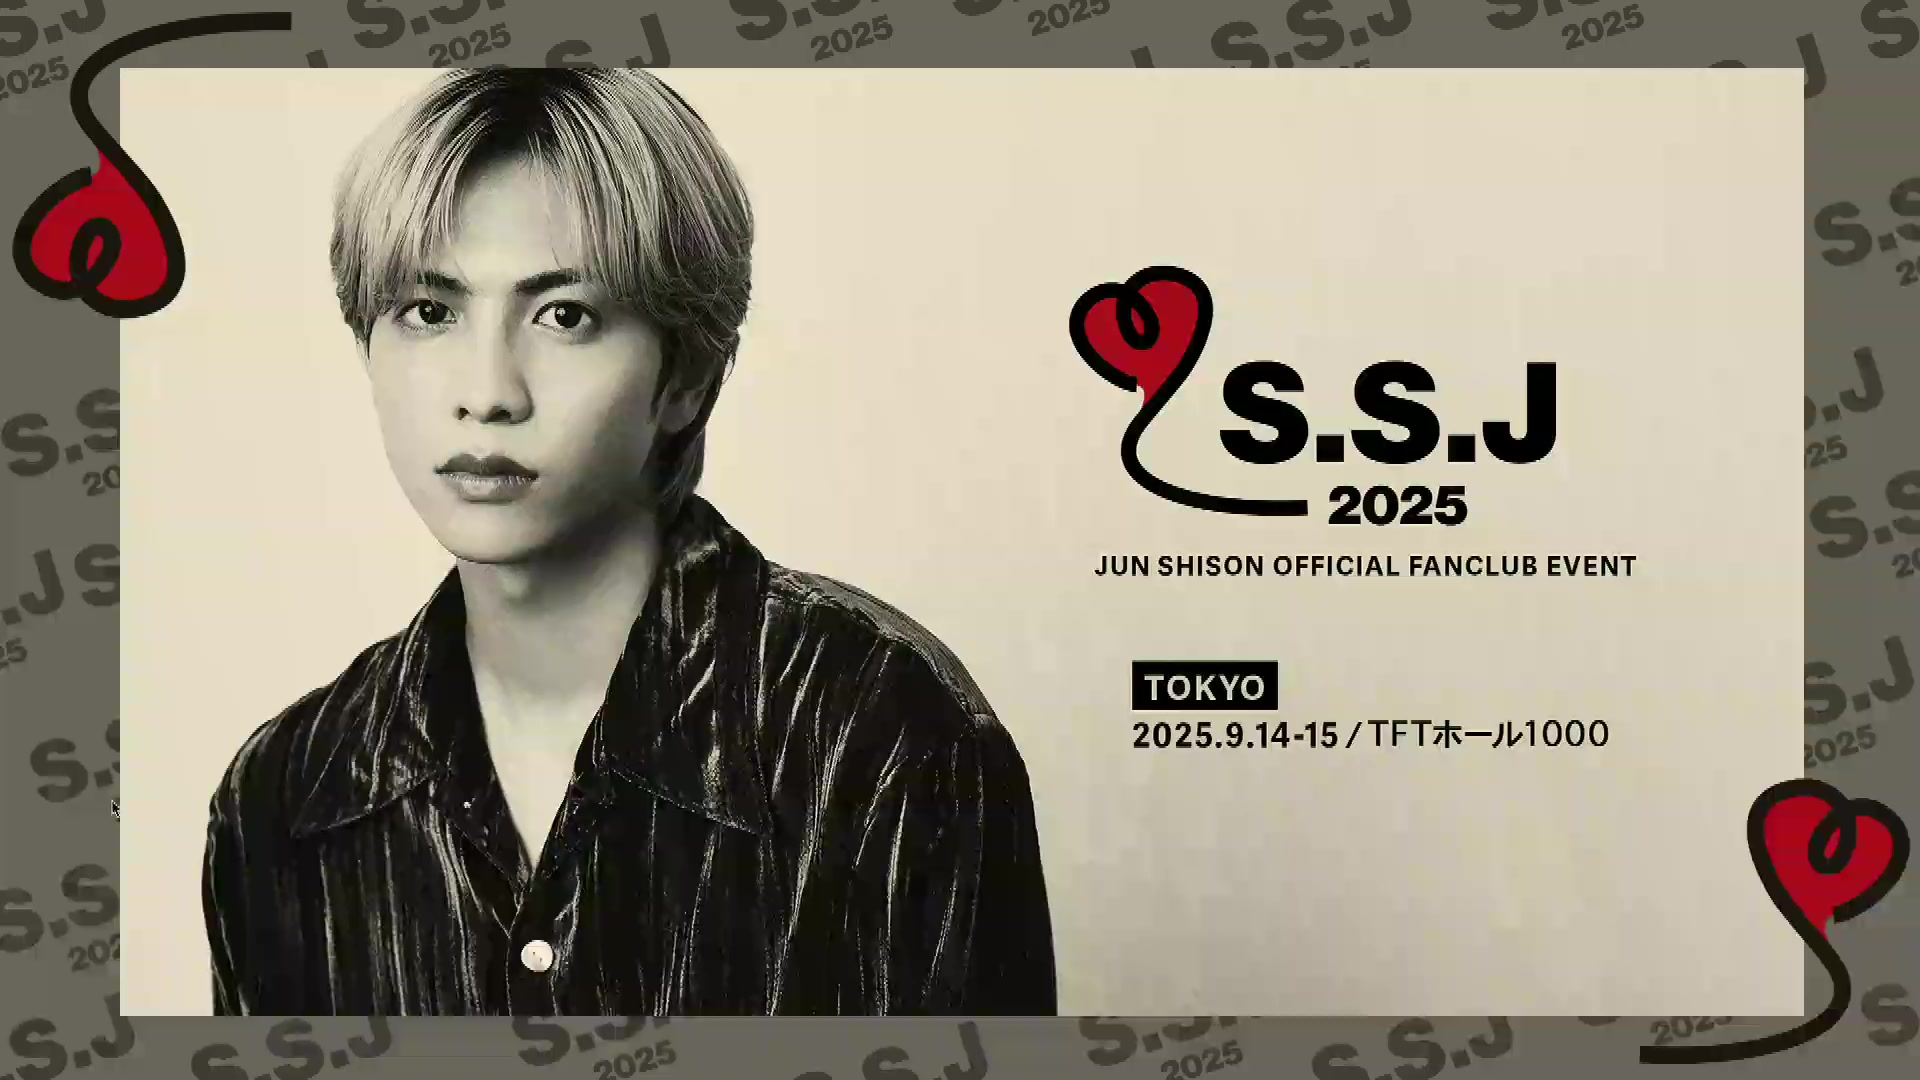 S.S.J
2025
JUN SHISON OFFICIAL FANCLUB EVENT
TOKYO
2025.9.14-15/TFTホール1000